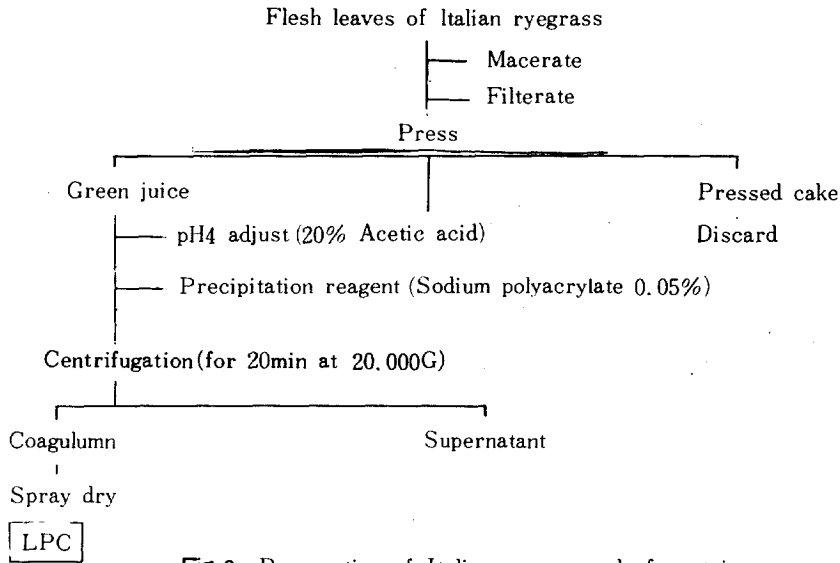 Flesh leaves of Italian ryegrass
Macerate
Filterate
Press
Green juice
Pressed cake
pH4 adjust (20% Acetic acid)
Discard
Precipitation reagent (Sodium polyacrylate 0.05%)
Centrifugation (for 20min at 20,000G)
Coagulumn
Supernatant
Spray dry
LPC